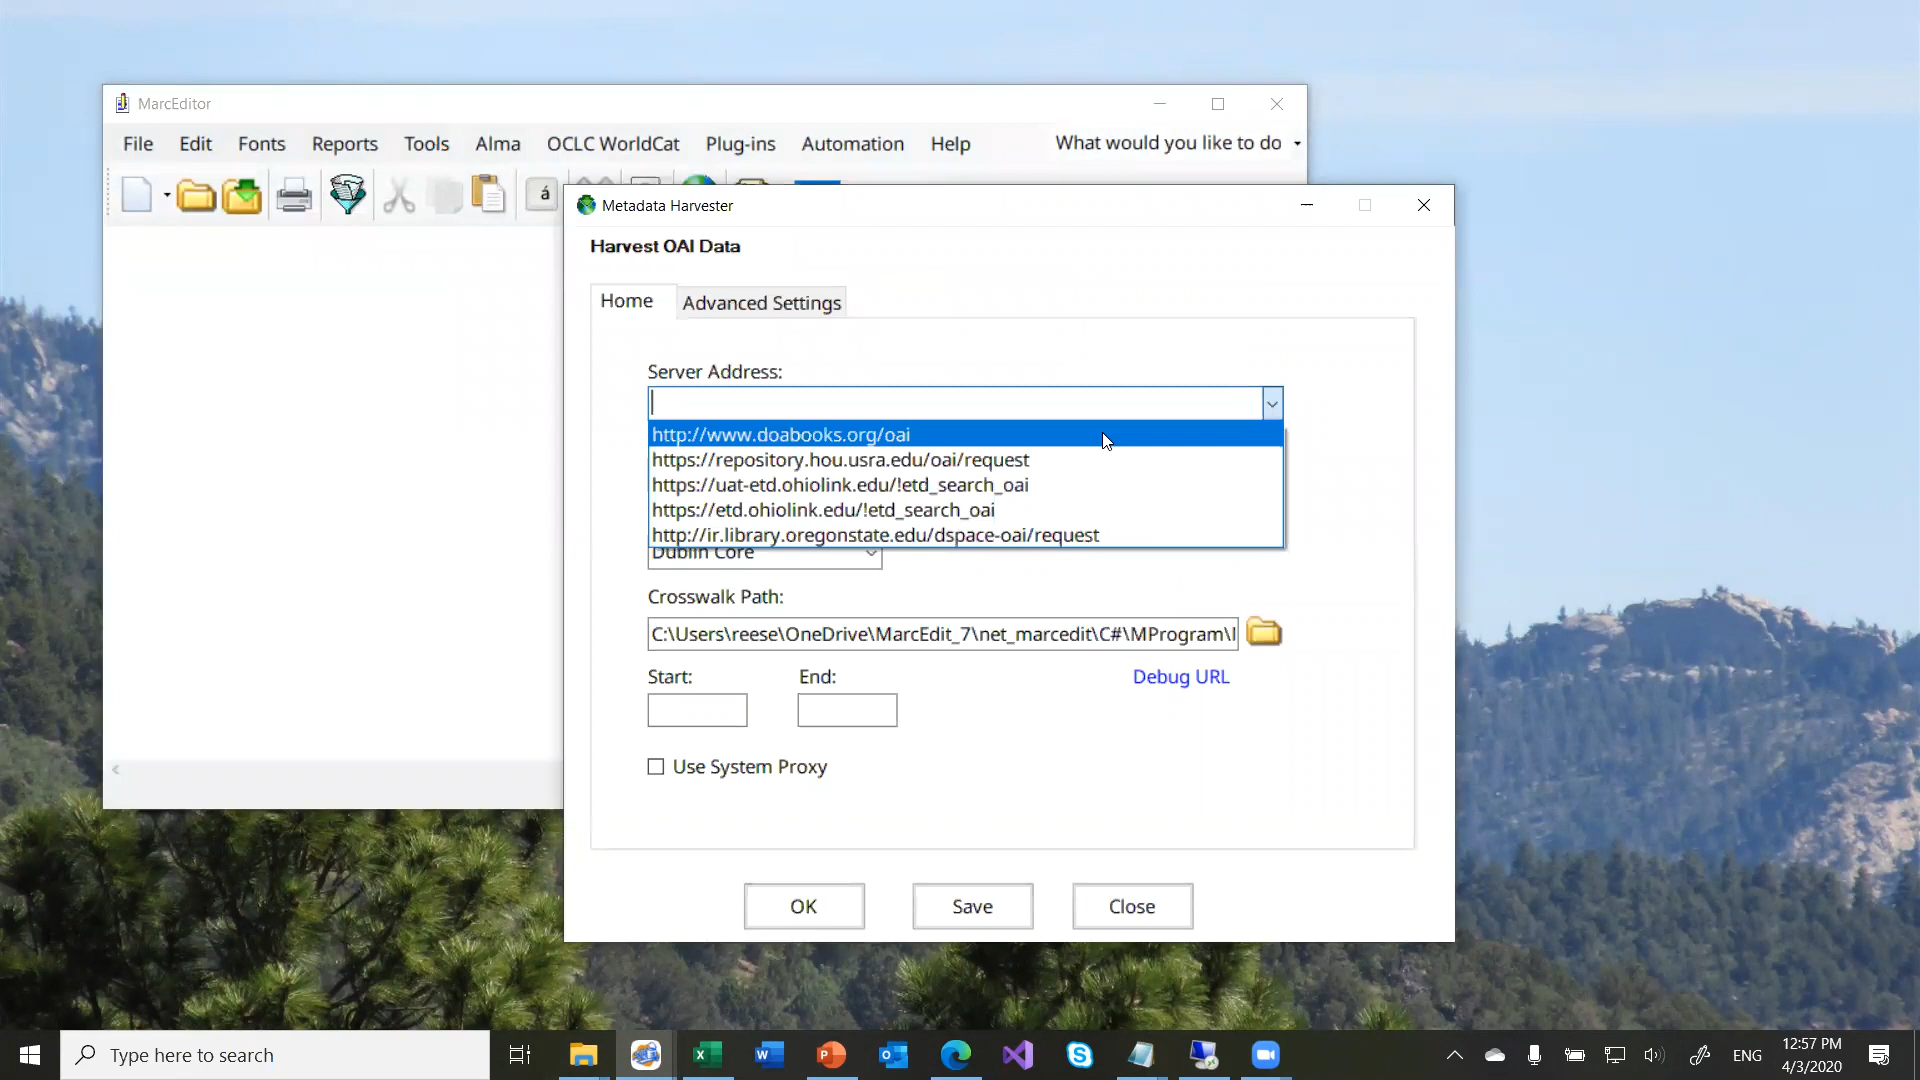 MarcEditor
File Edit Fonts Reports Tools Alma OCLC WorldCat Plug-ins Automation Help What would you like to do
á
Metadata Harvester
Harvest OAI Data
Home Advanced Settings
Server Address:
http://www.doabooks.org/oai
https://repository.hou.usra.edu/oai/request
https://uat-etd.ohiolink.edu/!etd_search_oai
https://etd.ohiolink.edu/!etd_search_oai
http://ir.library.oregonstate.edu/dspace-oai/request
Dublin Core
Crosswalk Path:
C:\Users\reese\OneDrive\MarcEdit_7\net_marcedit\C#\MProgram\
Start: End: Debug URL
Use System Proxy
OK Save Close
Type here to search
ENG
12:57 PM
4/3/2020